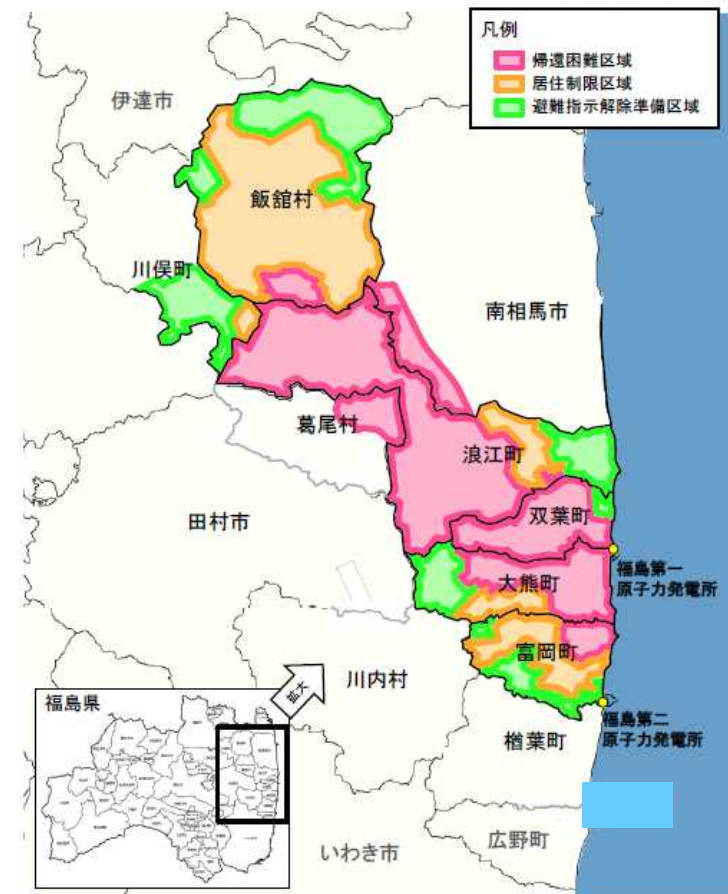 凡例
帰還困難区域
居住制限区域
避難指示解除準備区域
伊達市
飯舘村
川俣町
南相馬市
葛尾村
浪江町
田村市
双葉町
福島第一
原子力発電所
大熊町
富岡町
川内村
拡大
福島県
福島第二
原子力発電所
楢葉町
広野町
いわき市